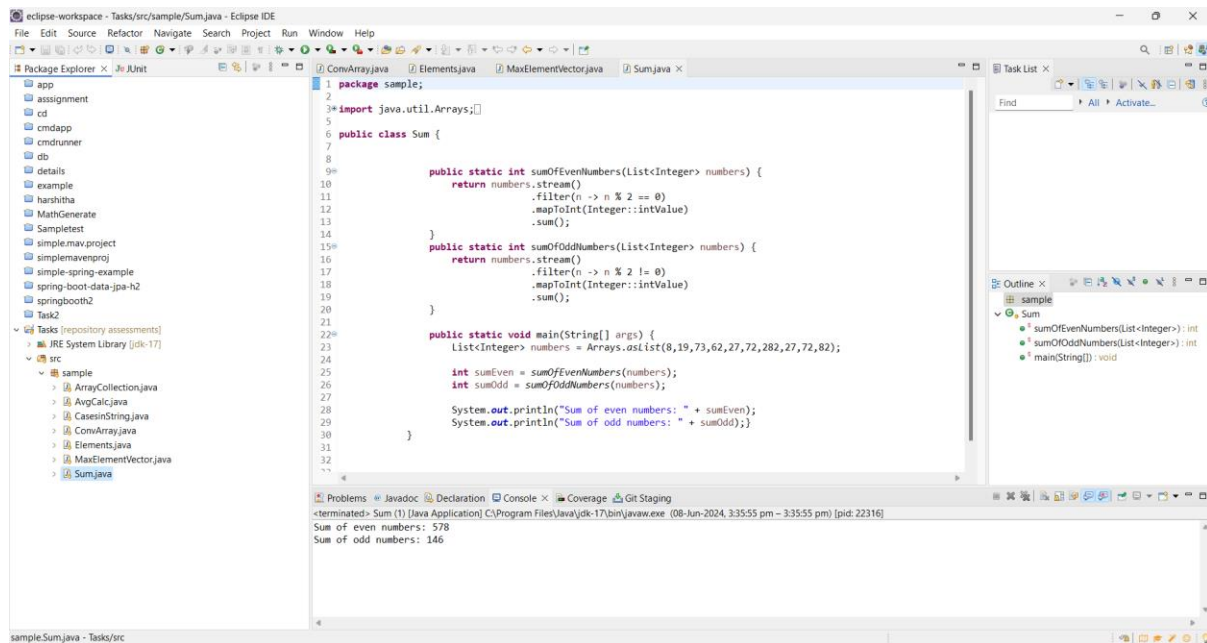 eclipse-workspace - Tasks/src/sample/Sum.java - Eclipse IDE
File Edit Source Refactor Navigate Search Project Run Window Help
Package Explorer × Ju JUnit
app
asssignment
cd
cmdapp
cmdrunner
db
details
example
harshitha
MathGenerate
Sampletest
simple.mav.project
simplemavenproj
simple-spring-example
spring-boot-data-jpa-h2
springbooth2
Task2
Tasks [repository assessments]
JRE System Library [jdk-17]
src
sample
ArrayCollection.java
AvgCalc.java
CasesinString.java
ConvArray.java
Elements.java
MaxElementVector.java
Sum.java
ConvArray.java Elements.java MaxElementVector.java Sum.java ×
1 package sample;
2
3 import java.util.Arrays;
5
6 public class Sum {
7
8
9 public static int sumOfEvenNumbers(List<Integer> numbers) {
10 return numbers.stream()
11 .filter(n -> n % 2 == 0)
12 .mapToInt(Integer::intValue)
13 .sum();
14 }
15 public static int sumOfOddNumbers(List<Integer> numbers) {
16 return numbers.stream()
17 .filter(n -> n % 2 != 0)
18 .mapToInt(Integer::intValue)
19 .sum();
20 }
21
22 public static void main(String[] args) {
23 List<Integer> numbers = Arrays.asList(8,19,73,62,27,72,282,27,72,82);
24
25 int sumEven = sumOfEvenNumbers(numbers);
26 int sumOdd = sumOfOddNumbers(numbers);
27
28 System.out.println("Sum of even numbers: " + sumEven);
29 System.out.println("Sum of odd numbers: " + sumOdd);}
30 }
31
32
Task List ×
Find All Activate...
Outline ×
sample
Sum
sumOfEvenNumbers(List<Integer>) : int
sumOfOddNumbers(List<Integer>) : int
main(String[]) : void
Problems Javadoc Declaration Console × Coverage Git Staging
<terminated> Sum (1) [Java Application] C:\Program Files\Java\jdk-17\bin\javaw.exe (08-Jun-2024, 3:35:55 pm – 3:35:55 pm) [pid: 22316]
Sum of even numbers: 578
Sum of odd numbers: 146
sample.Sum.java - Tasks/src